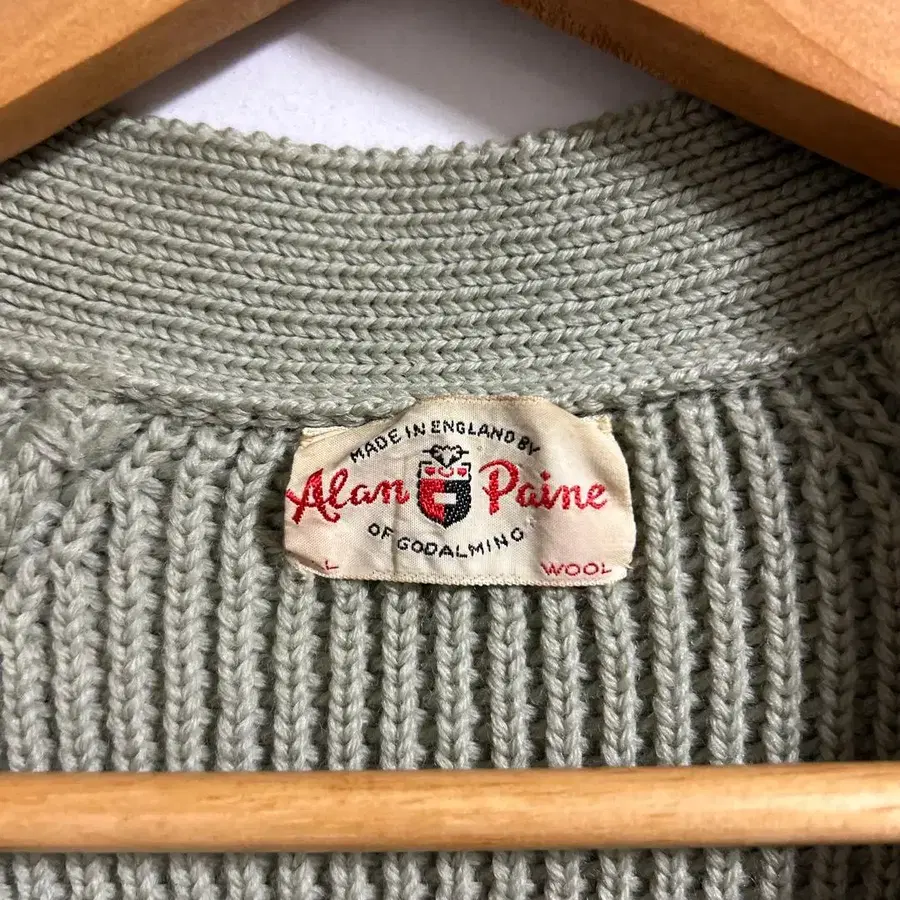 MADE IN ENGLAND BY
Alan Paine
OF GODALMING
L WOOL